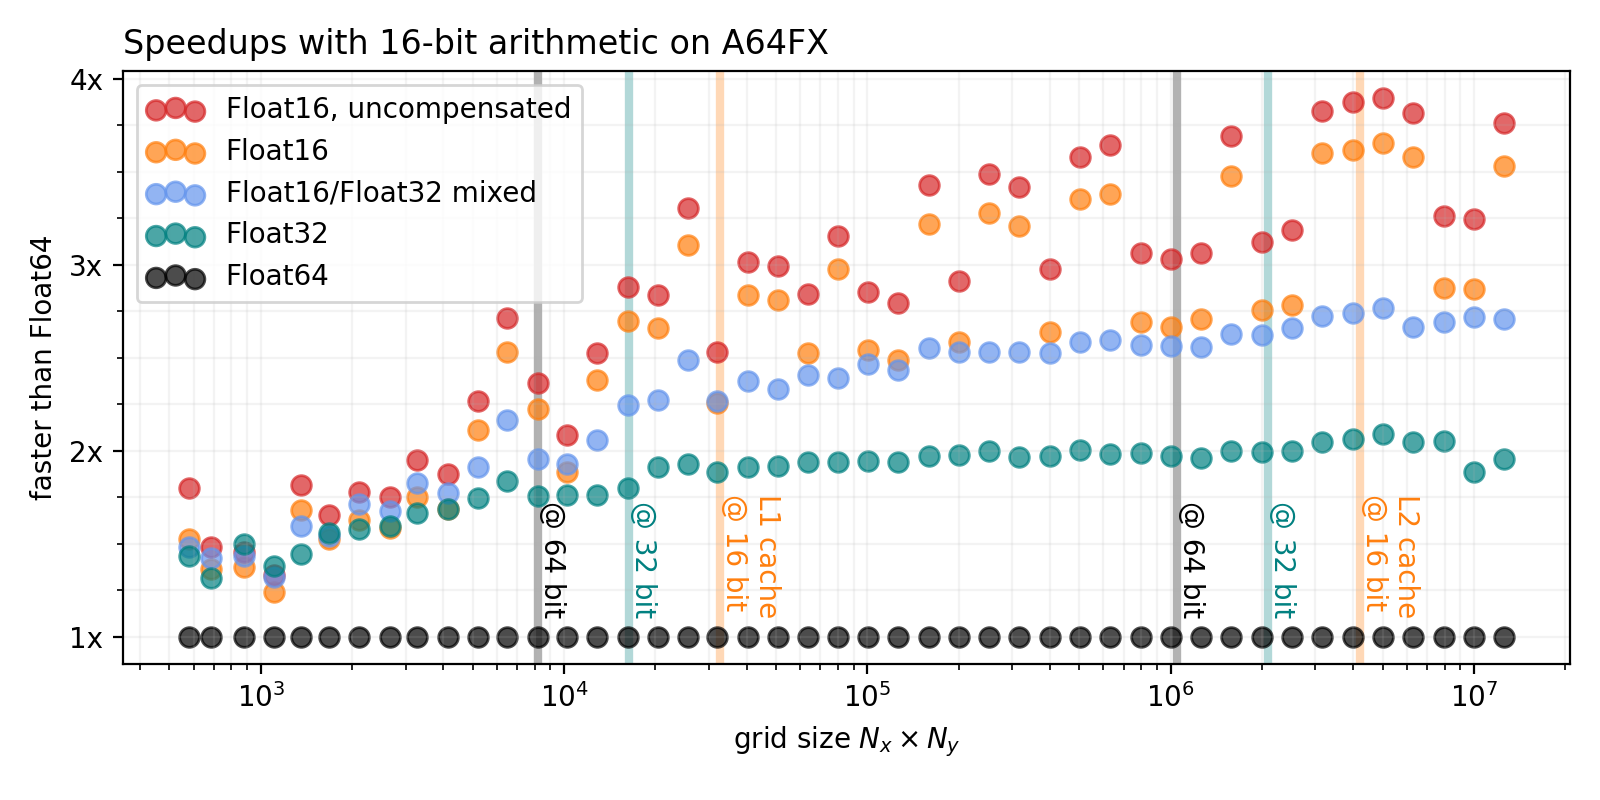 Speedups with 16-bit arithmetic on A64FX
faster than Float64
4x
3x
2x
1x
Float16, uncompensated
Float16
Float16/Float32 mixed
Float32
Float64
@ 64 bit
@ 32 bit
L1 cache
@ 16 bit
@ 64 bit
@ 32 bit
L2 cache
@ 16 bit
10³
10⁴
10⁵
10⁶
10⁷
grid size Nₓ × Nᵧ